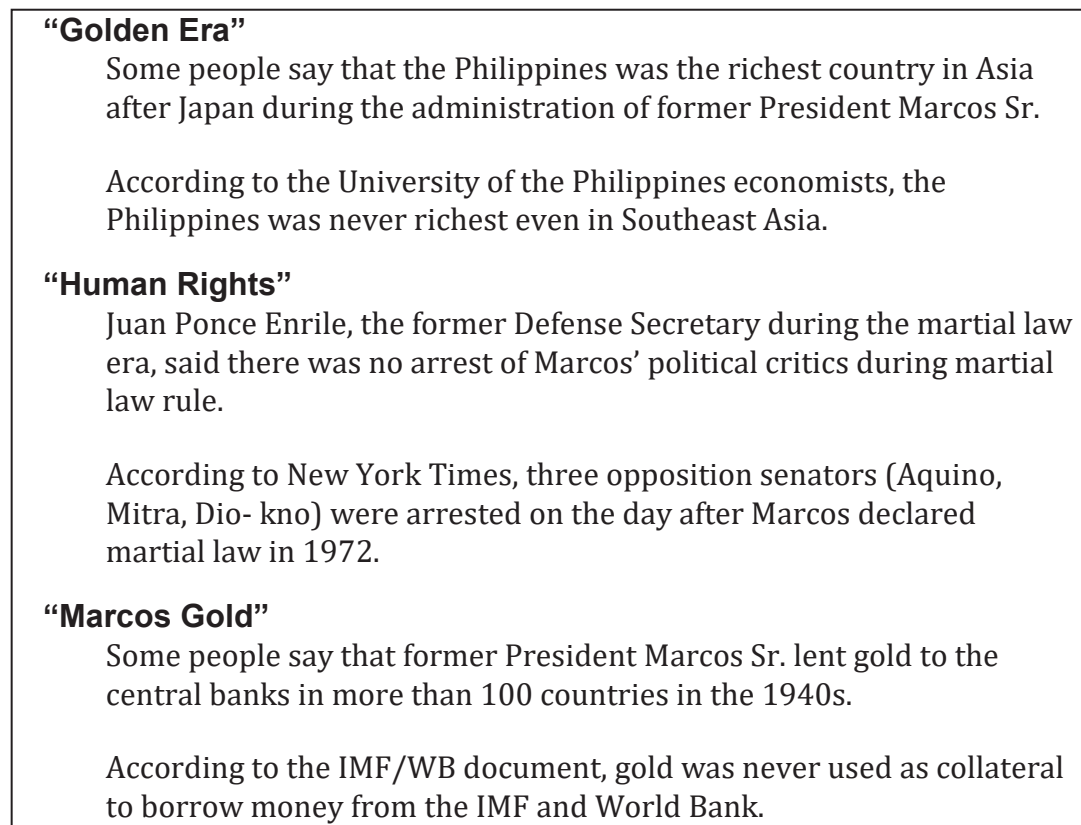 “Golden Era”
Some people say that the Philippines was the richest country in Asia
after Japan during the administration of former President Marcos Sr.
According to the University of the Philippines economists, the
Philippines was never richest even in Southeast Asia.
“Human Rights”
Juan Ponce Enrile, the former Defense Secretary during the martial law
era, said there was no arrest of Marcos’ political critics during martial
law rule.
According to New York Times, three opposition senators (Aquino,
Mitra, Dio- kno) were arrested on the day after Marcos declared
martial law in 1972.
“Marcos Gold”
Some people say that former President Marcos Sr. lent gold to the
central banks in more than 100 countries in the 1940s.
According to the IMF/WB document, gold was never used as collateral
to borrow money from the IMF and World Bank.